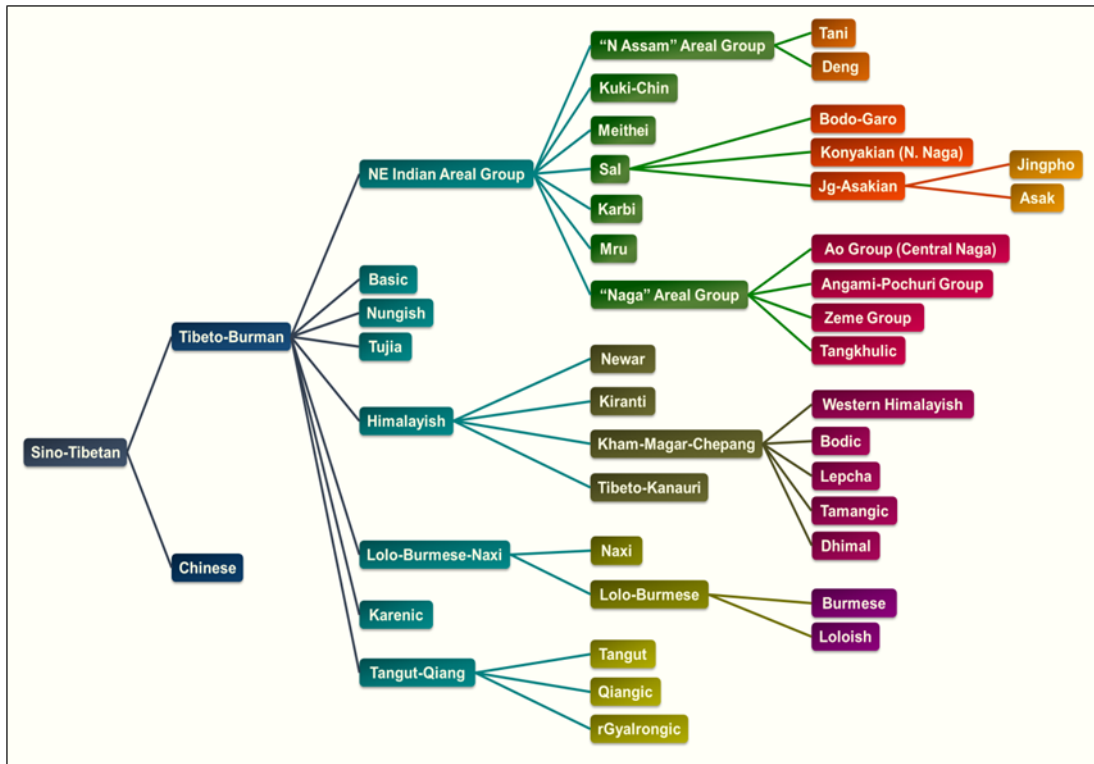 Sino-Tibetan
Tibeto-Burman
Chinese
NE Indian Areal Group
Basic
Nungish
Tujia
Himalayish
Lolo-Burmese-Naxi
Karenic
Tangut-Qiang
“N Assam” Areal Group
Kuki-Chin
Meithei
Sal
Karbi
Mru
“Naga” Areal Group
Newar
Kiranti
Kham-Magar-Chepang
Tibeto-Kanauri
Naxi
Lolo-Burmese
Tangut
Qiangic
rGyalrongic
Tani
Deng
Bodo-Garo
Konyakian (N. Naga)
Jg-Asakian
Ao Group (Central Naga)
Angami-Pochuri Group
Zeme Group
Tangkhulic
Western Himalayish
Bodic
Lepcha
Tamangic
Dhimal
Burmese
Loloish
Jingpho
Asak